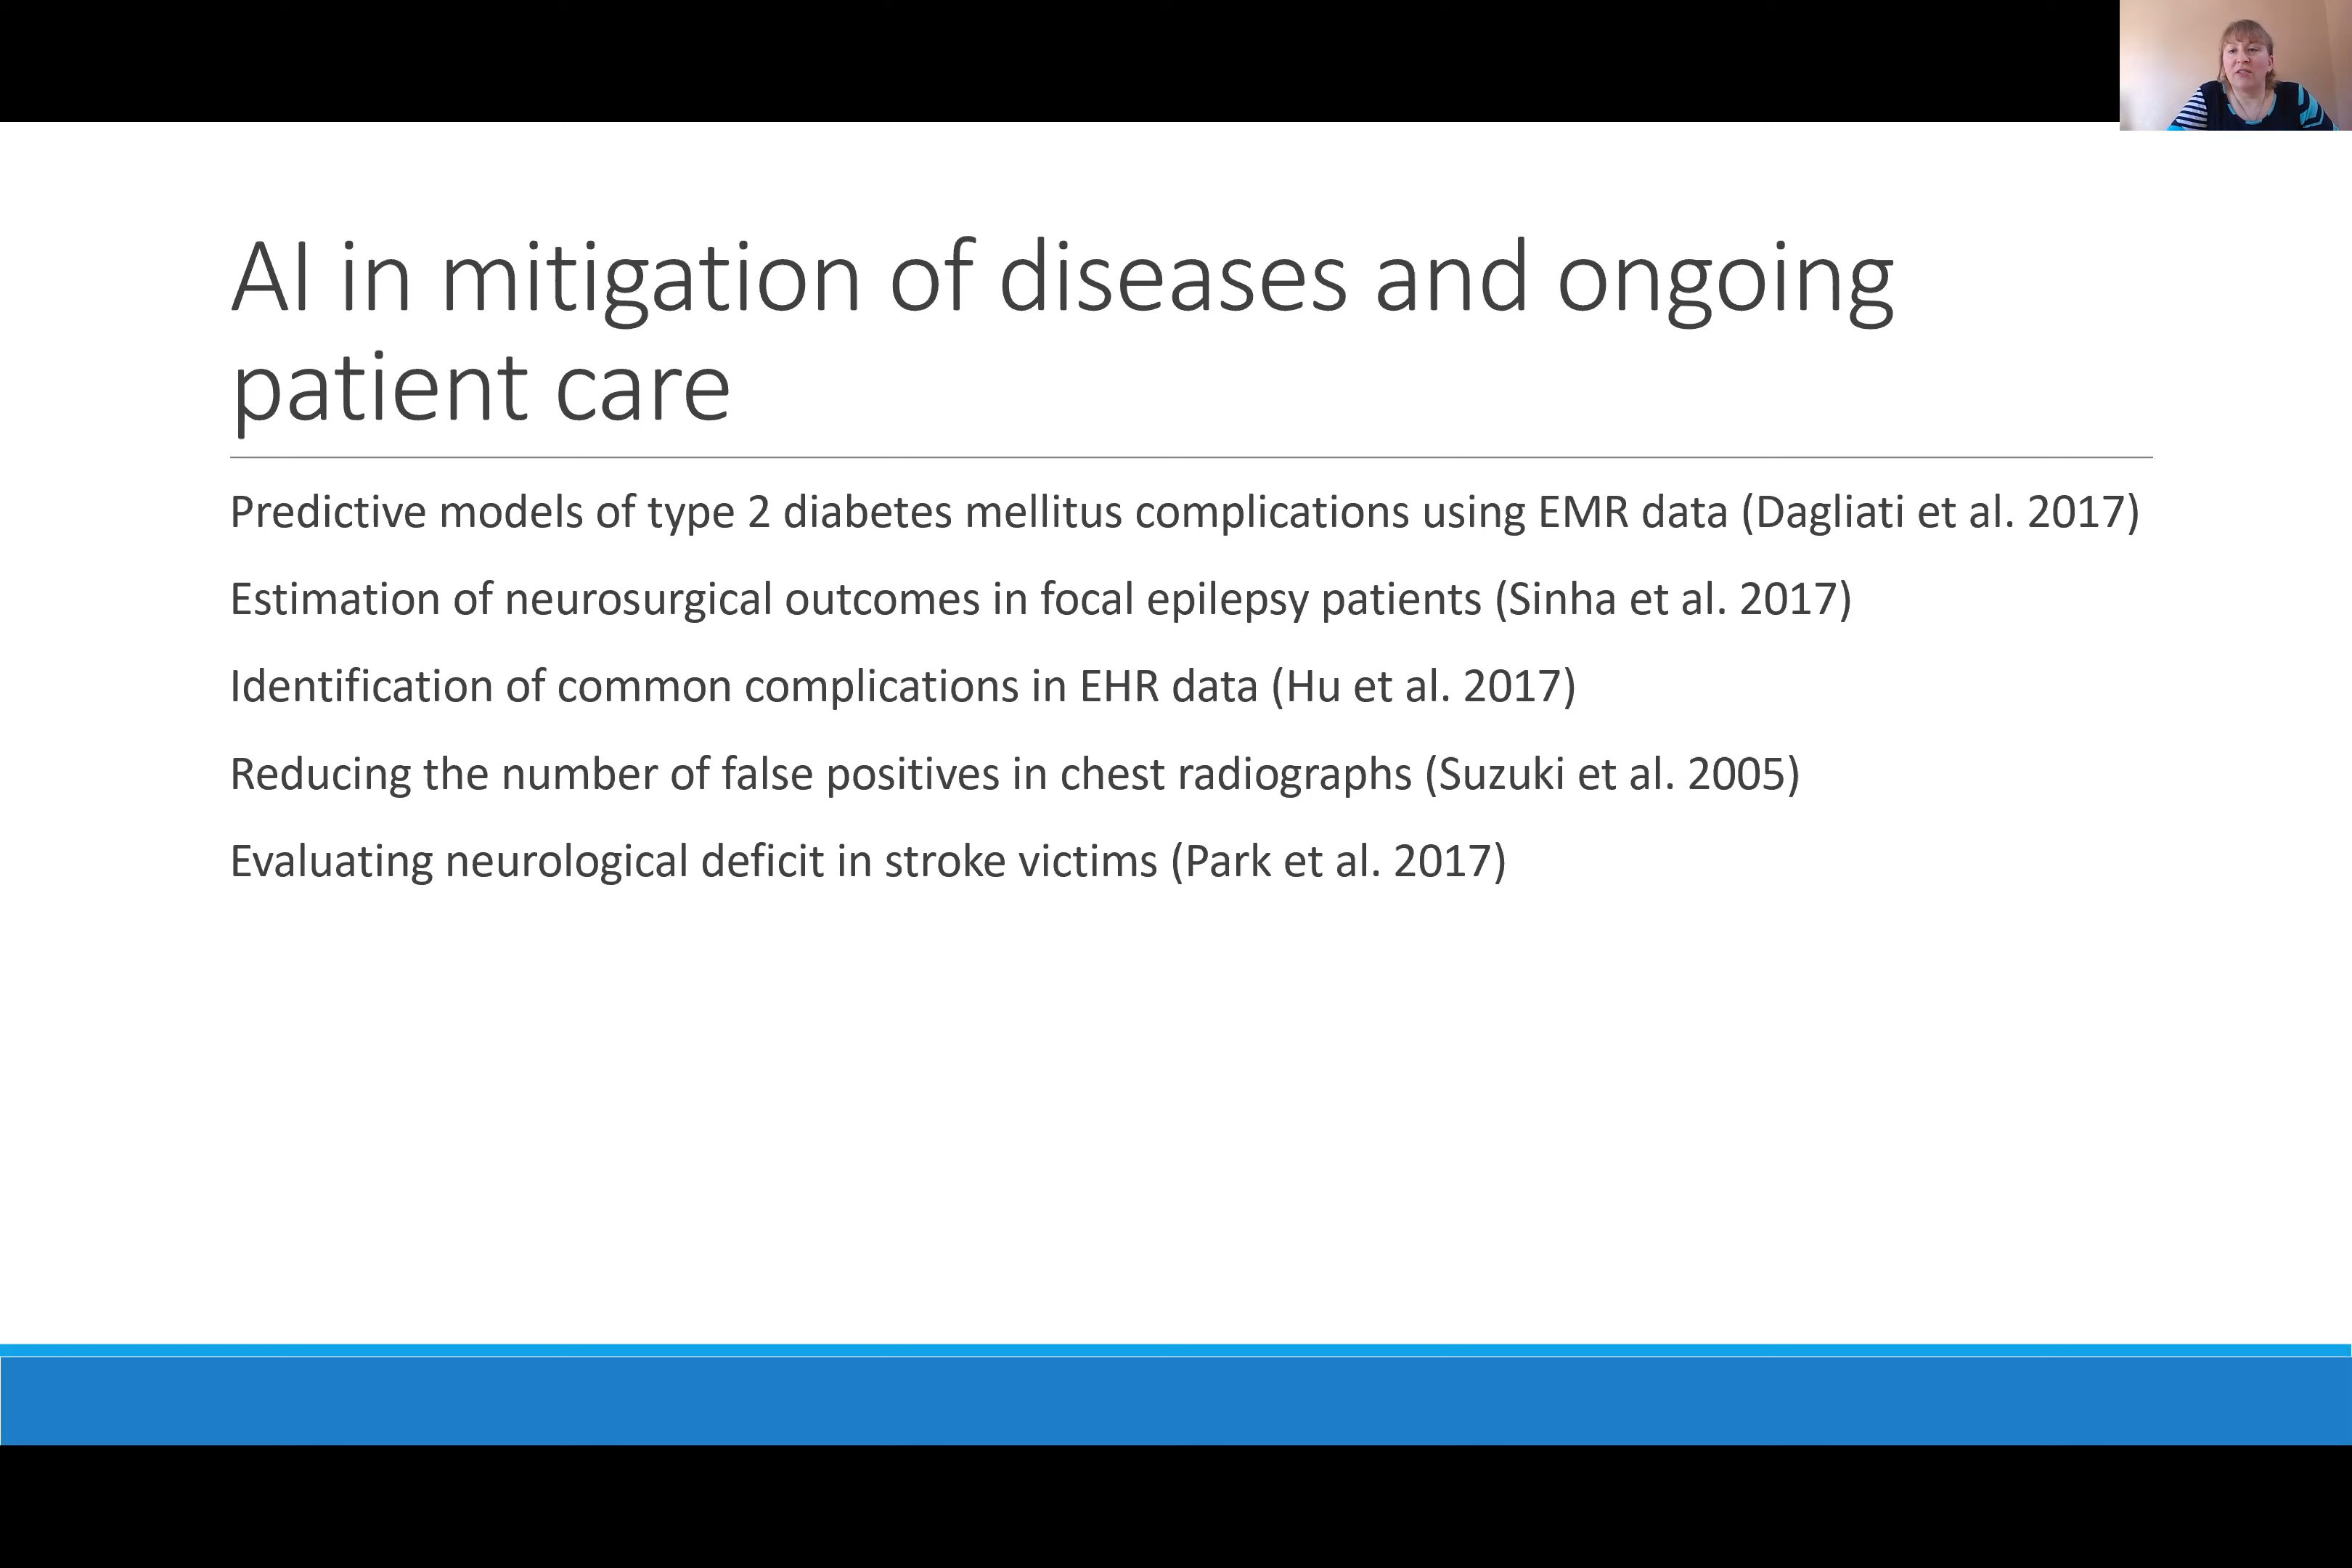 AI in mitigation of diseases and ongoing
patient care
Predictive models of type 2 diabetes mellitus complications using EMR data (Dagliati et al. 2017)
Estimation of neurosurgical outcomes in focal epilepsy patients (Sinha et al. 2017)
Identification of common complications in EHR data (Hu et al. 2017)
Reducing the number of false positives in chest radiographs (Suzuki et al. 2005)
Evaluating neurological deficit in stroke victims (Park et al. 2017)